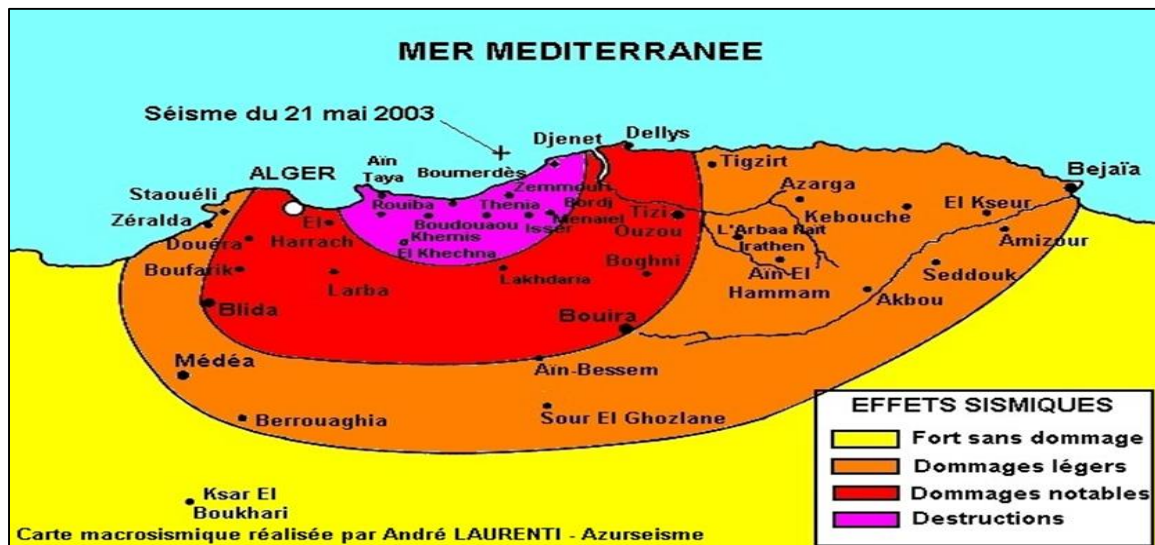 MER MEDITERRANEE
Séisme du 21 mai 2003
Djenet
Dellys
Tigzirt
Bejaïa
Aïn
Taya
Boumerdès
ALGER
Staouéli
Zemmouri
Azarga
Zéralda
Rouiba
Thenia
Bordj
Menaiel
Tizi
Ouzou
Kebouche
El Kseur
El
Harrach
Boudouaou
Isser
L'Arbaa Nait
Irathen
Amizour
Douéra
Khemis
El Khechna
Boufarik
Larba
Lakhdaria
Boghni
Aïn El
Hammam
Seddouk
Akbou
Blida
Bouira
Médéa
Aïn-Bessem
Berrouaghia
Sour El Ghozlane
Ksar El
Boukhari
EFFETS SISMIQUES
Fort sans dommage
Dommages légers
Dommages notables
Destructions
Carte macrosismique réalisée par André LAURENTI - Azurseisme